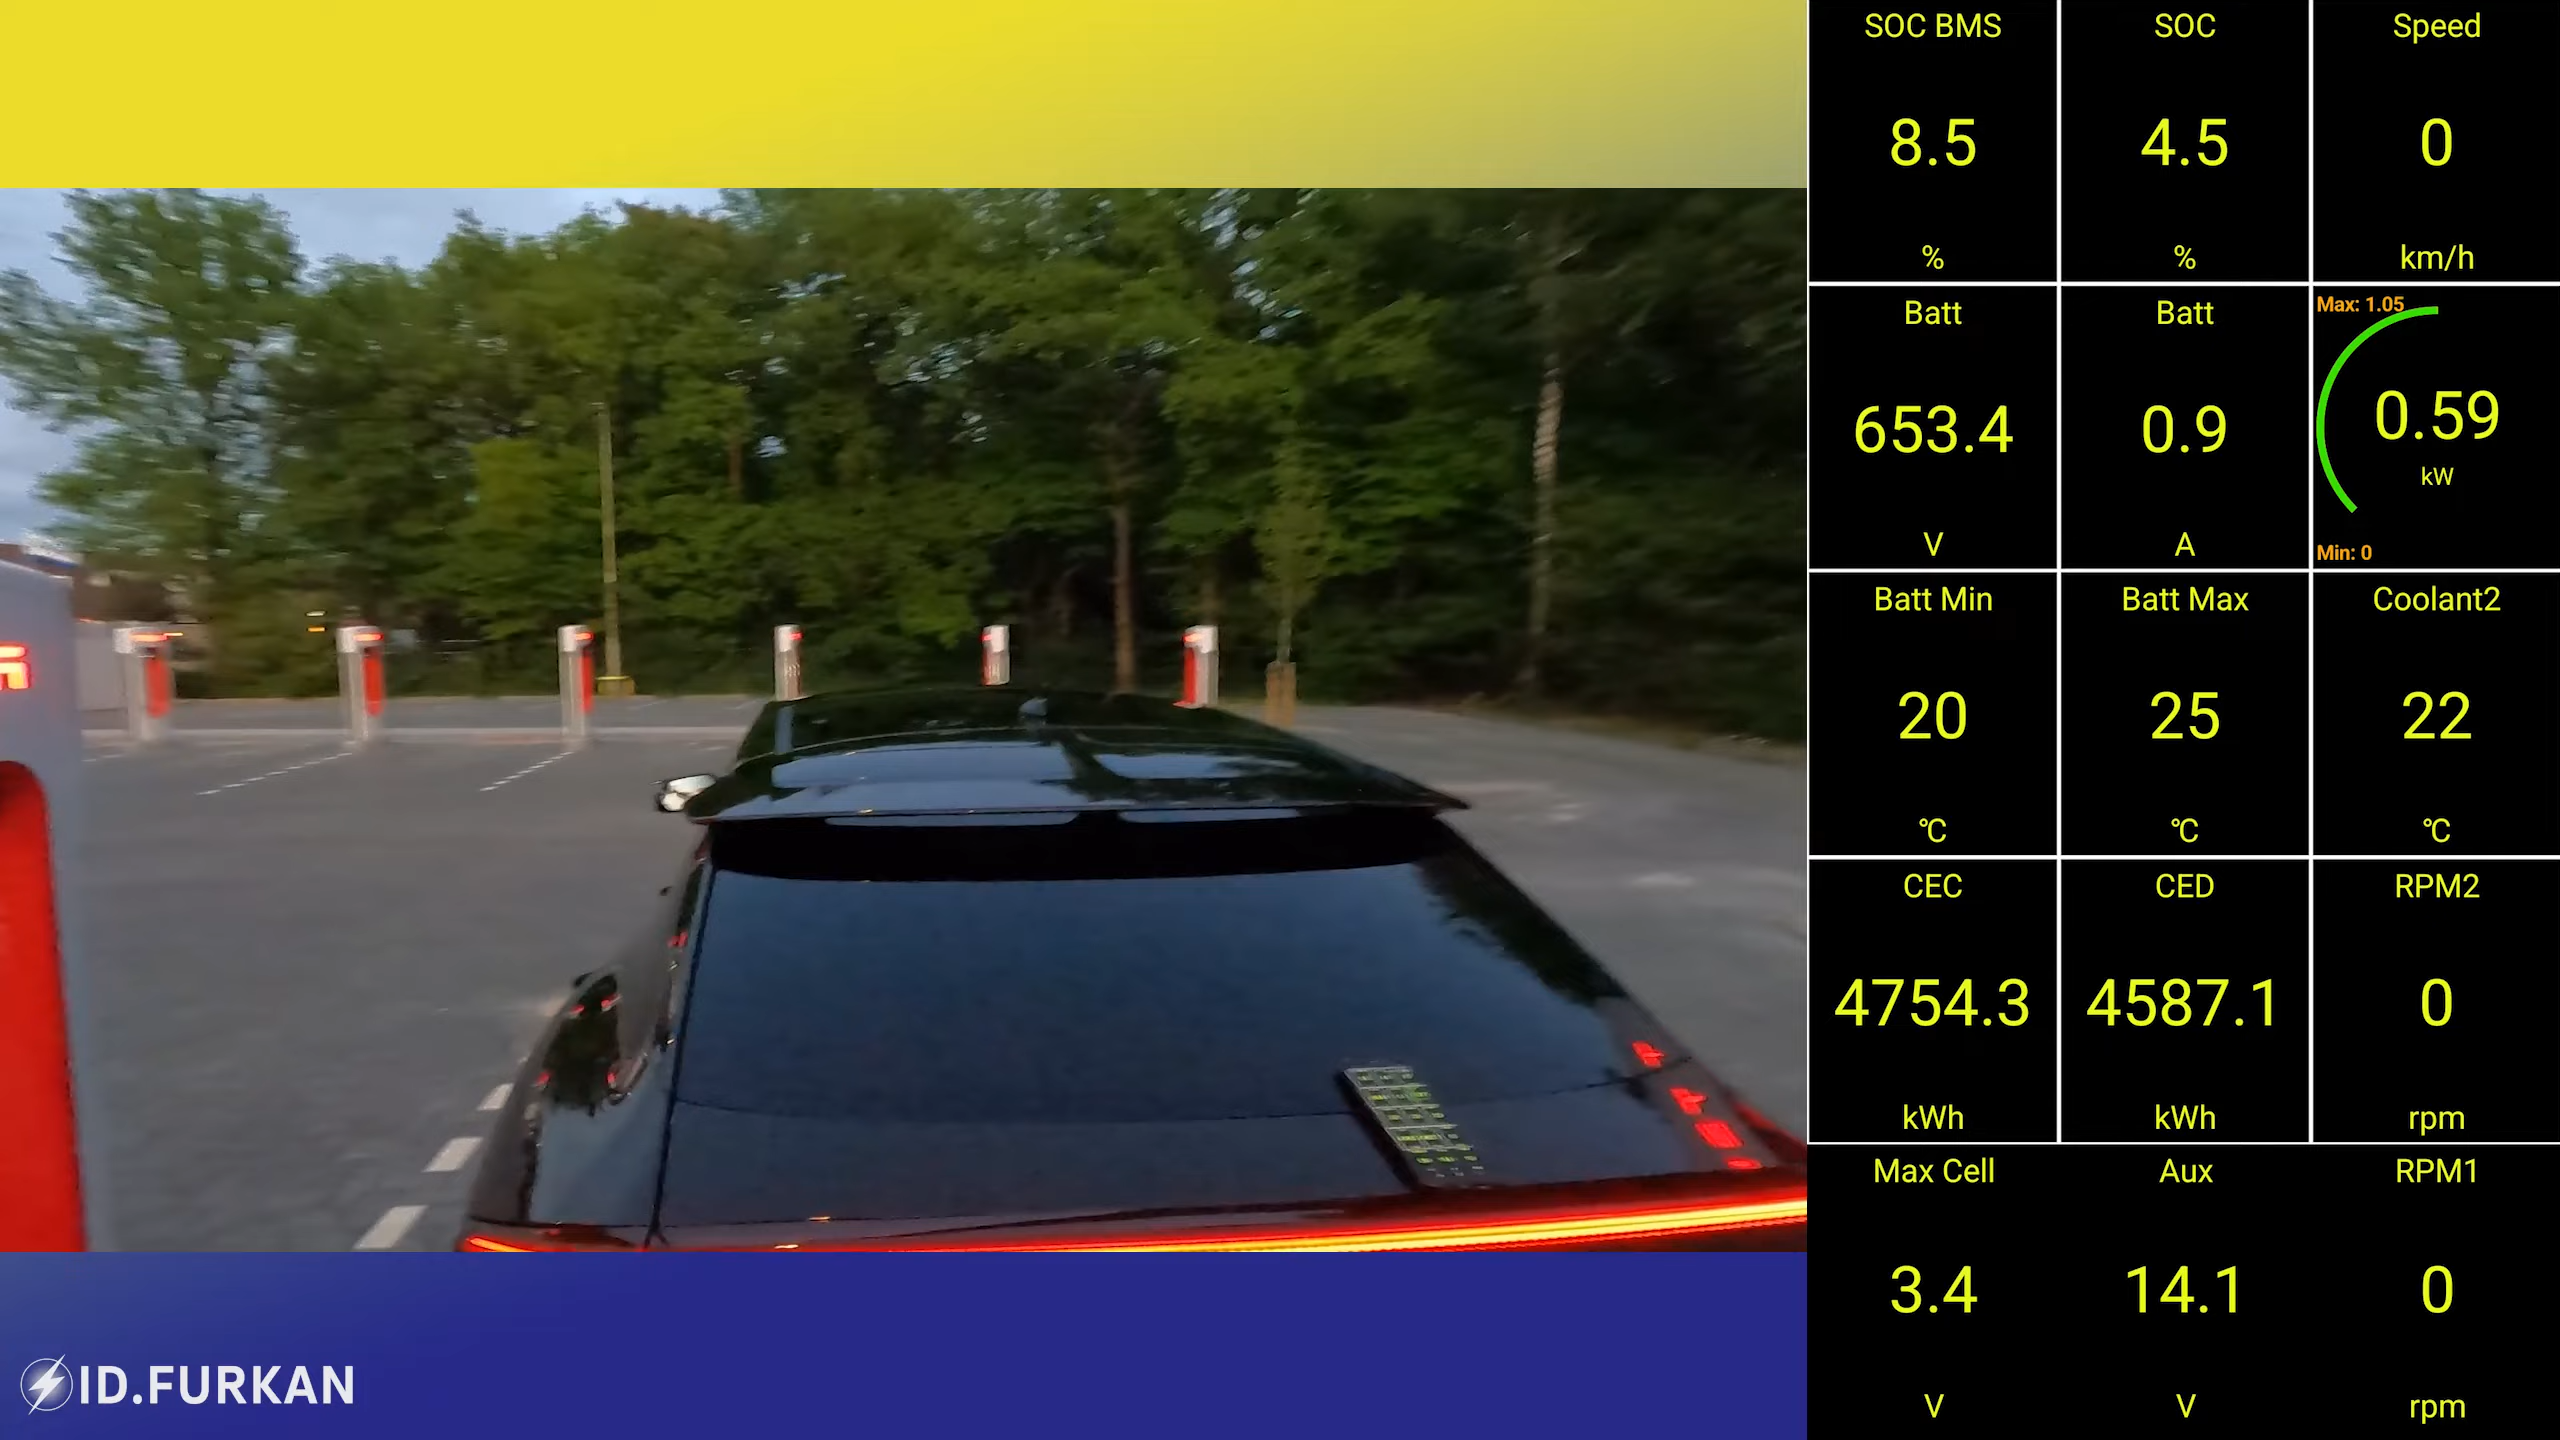 SOC BMS
8.5
%
SOC
4.5
%
Speed
0
km/h
Batt
653.4
V
Batt
0.9
A
Max: 1.05
0.59
kW
Min: 0
Batt Min
20
℃
Batt Max
25
℃
Coolant2
22
℃
CEC
4754.3
kWh
CED
4587.1
kWh
RPM2
0
rpm
Max Cell
3.4
V
Aux
14.1
V
RPM1
0
rpm
ID.FURKAN